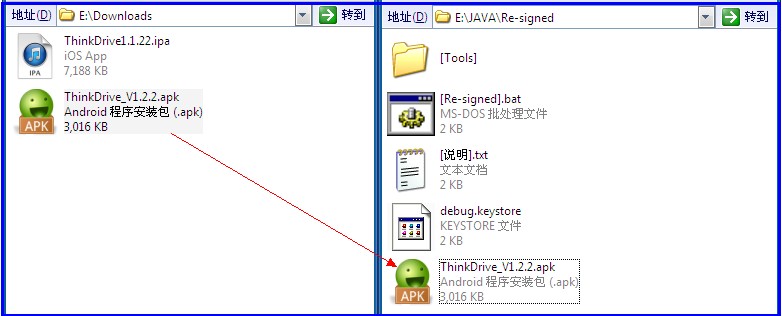 地址(D) E:\Downloads 转到
ThinkDrive1.1.22.ipa
iOS App
7,188 KB
IPA
ThinkDrive_V1.2.2.apk
Android 程序安装包 (.apk)
3,016 KB
APK
地址(D) E:\JAVA\Re-signed 转到
[Tools]
[Re-signed].bat
MS-DOS 批处理文件
2 KB
[说明].txt
文本文档
2 KB
debug.keystore
KEYSTORE 文件
2 KB
ThinkDrive_V1.2.2.apk
Android 程序安装包 (.apk)
3,016 KB
APK